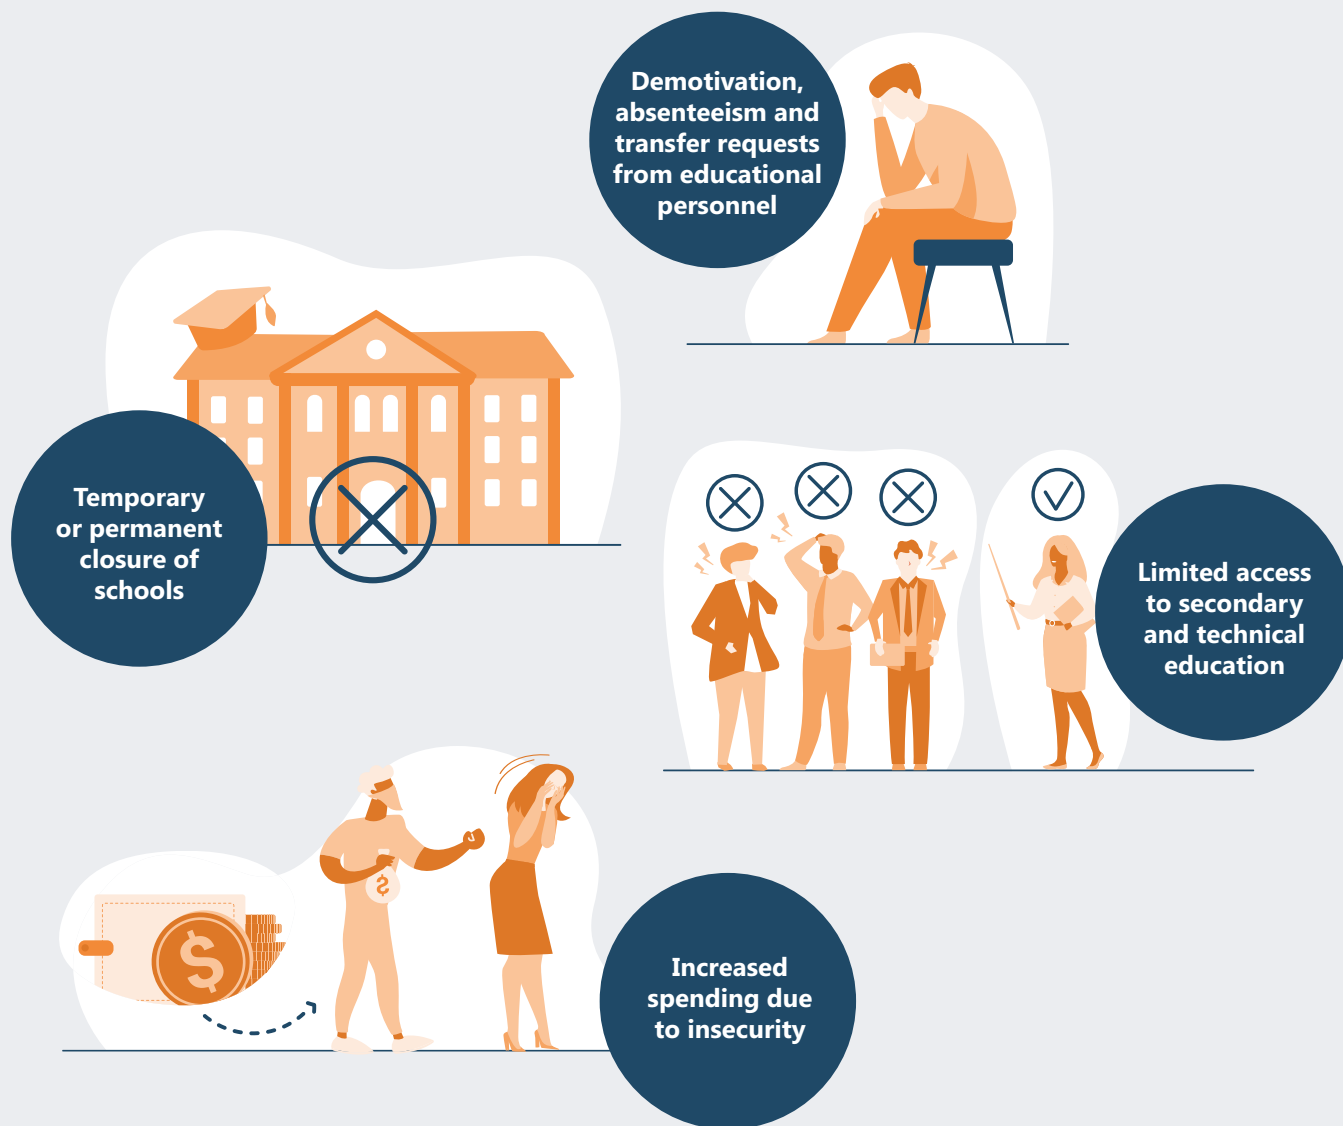 Demotivation,
absenteeism and
transfer requests
from educational
personnel
Temporary
or permanent
closure of
schools
Limited access
to secondary
and technical
education
$
$
Increased
spending due
to insecurity